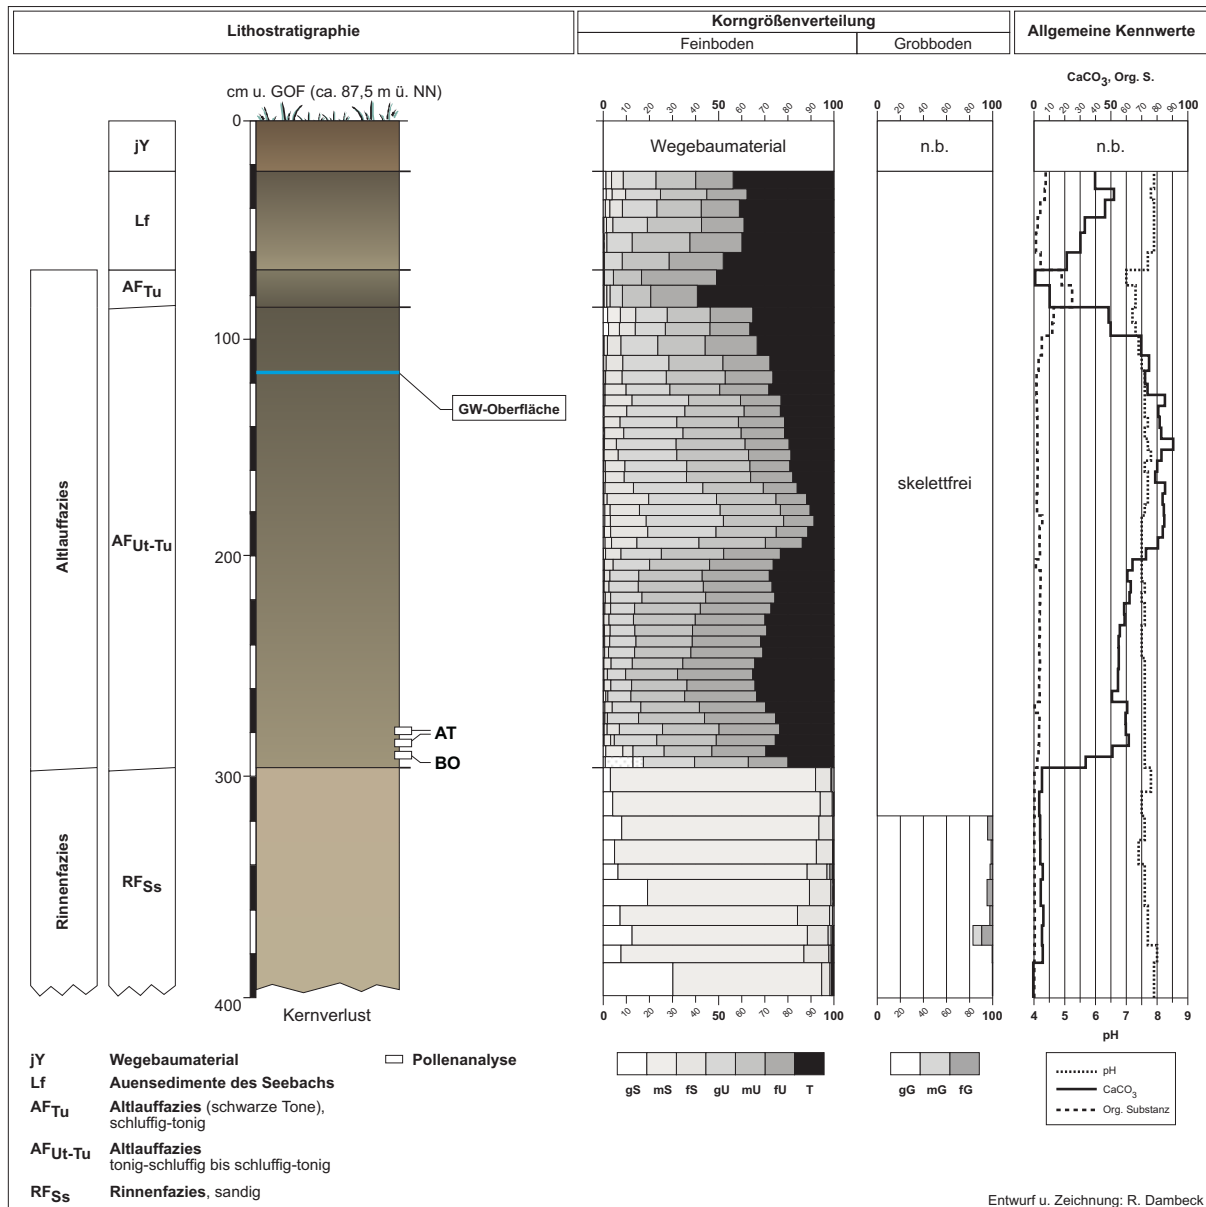 Lithostratigraphie
Korngrößenverteilung
Feinboden
Grobboden
Allgemeine Kennwerte
cm u. GOF (ca. 87,5 m ü. NN)
CaCO3, Org. S.
0 10 20 30 40 50 60 70 80 90 100
0 20 40 60 80 100
0 10 20 30 40 50 60 70 80 90 100
0
jY
Wegebaumaterial
n.b.
n.b.
Lf
AFTu
100
GW-Oberfläche
skelettfrei
Altlauffazies
AFUt-Tu
200
AT
BO
300
Rinnenfazies
RFSs
400
Kernverlust
0 10 20 30 40 50 60 70 80 90 100
0 20 40 60 80 100
4 5 6 7 8 9
pH
jY Wegebaumaterial
Pollenanalyse
Lf Auensedimente des Seebachs
AFTu Altlauffazies (schwarze Tone),
schluffig-tonig
AFUt-Tu Altlauffazies
tonig-schluffig bis schluffig-tonig
RFSs Rinnenfazies, sandig
gS mS fS gU mU fU T
gG mG fG
pH
CaCO3
Org. Substanz
Entwurf u. Zeichnung: R. Dambeck